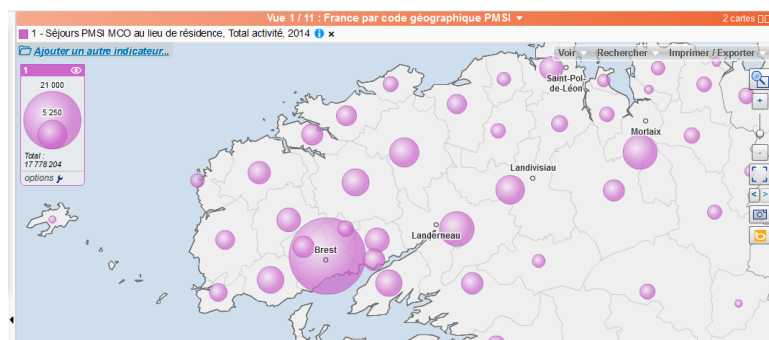 Vue 1 / 11 : France par code géographique PMSI
2 cartes
1 - Séjours PMSI MCO au lieu de résidence, Total activité, 2014
Ajouter un autre indicateur...
Voir Rechercher Imprimer / Exporter
1
21 000
5 250
Total :
17 778 204
options
Saint-Pol-
de-Léon
Morlaix
Landivisiau
Landerneau
Brest